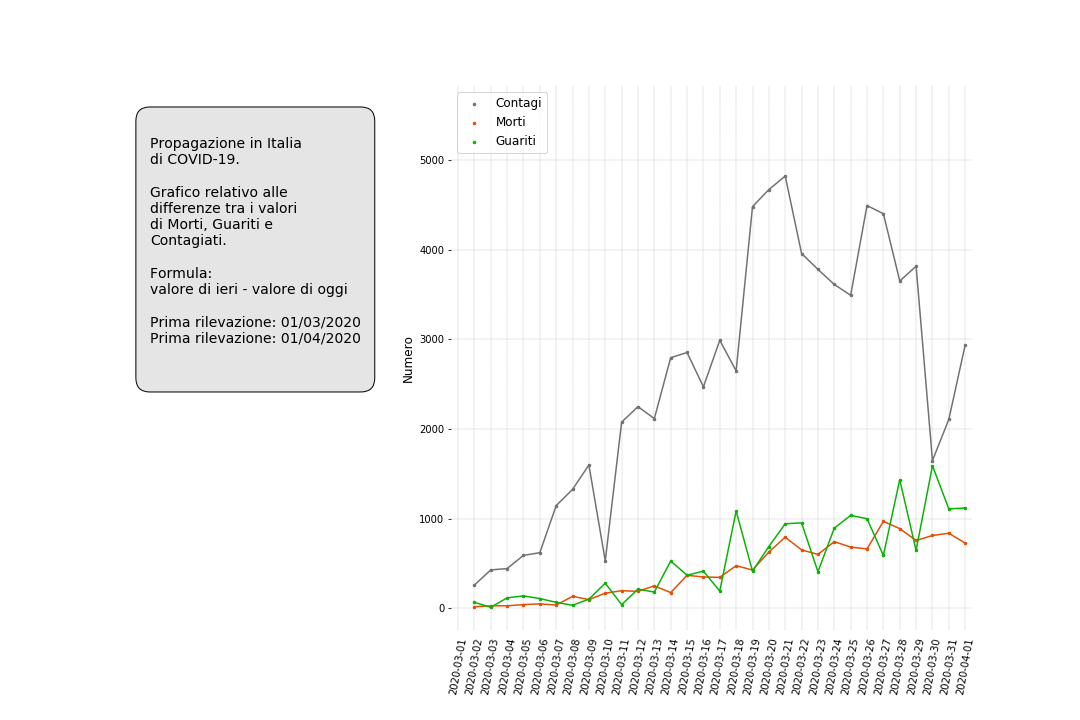 Propagazione in Italia
di COVID-19.
Grafico relativo alle
differenze tra i valori
di Morti, Guariti e
Contagiati.
Formula:
valore di ieri - valore di oggi
Prima rilevazione: 01/03/2020
Prima rilevazione: 01/04/2020
Contagi
Morti
Guariti
Numero
5000
4000
3000
2000
1000
0
2020-03-01
2020-03-02
2020-03-03
2020-03-04
2020-03-05
2020-03-06
2020-03-07
2020-03-08
2020-03-09
2020-03-10
2020-03-11
2020-03-12
2020-03-13
2020-03-14
2020-03-15
2020-03-16
2020-03-17
2020-03-18
2020-03-19
2020-03-20
2020-03-21
2020-03-22
2020-03-23
2020-03-24
2020-03-25
2020-03-26
2020-03-27
2020-03-28
2020-03-29
2020-03-30
2020-03-31
2020-04-01